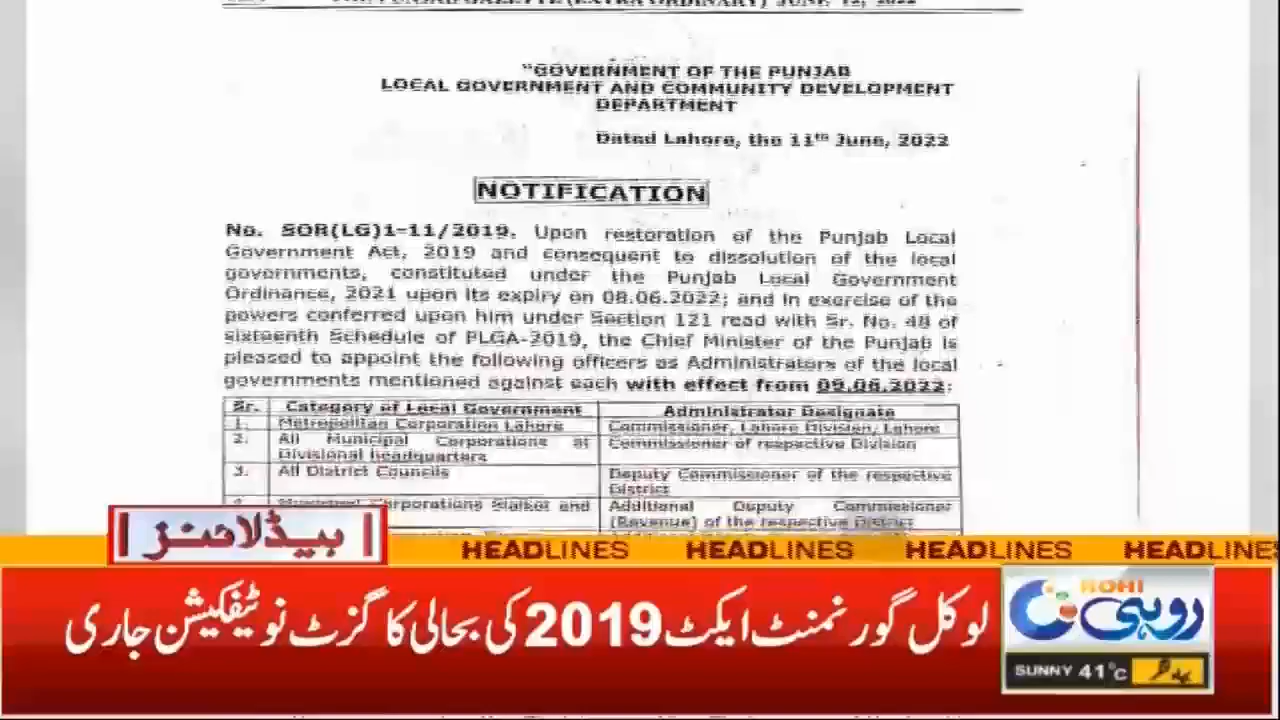 THE PUNJAB GAZETTE (EXTRA ORDINARY) JUNE 12, 2022
"GOVERNMENT OF THE PUNJAB
LOCAL GOVERNMENT AND COMMUNITY DEVELOPMENT
DEPARTMENT
Dated Lahore, the 11th June, 2022
NOTIFICATION
No. SOR(LG)1-11/2019. Upon restoration of the Punjab Local
Government Act, 2019 and consequent to dissolution of the local
governments, constituted under the Punjab Local Government
Ordinance, 2021 upon its expiry on 08.06.2022; and in exercise of the
powers conferred upon him under Section 121 read with Sr. No. 48 of
sixteenth Schedule of PLGA-2019, the Chief Minister of the Punjab is
pleased to appoint the following officers as Administrators of the local
governments mentioned against each with effect from 09.06.2022:
Sr. Category of Local Government Administrator Designate
1. Metropolitan Corporation Lahore Commissioner, Lahore Division, Lahore
2. All Municipal Corporations at Commissioner of respective Division
Divisional headquarters
3. All District Councils Deputy Commissioner of the respective
District
Corporations Sialkot and Additional Deputy Commissioner
(Revenue) of the respective District
ہیڈلائنز
HEADLINES HEADLINES HEADLINES HEADLINE
لوکل گورنمنٹ ایکٹ 2019 کی بحالی کا گزٹ نوٹیفکیشن جاری
ROHI
روہی
SUNNY 41°C